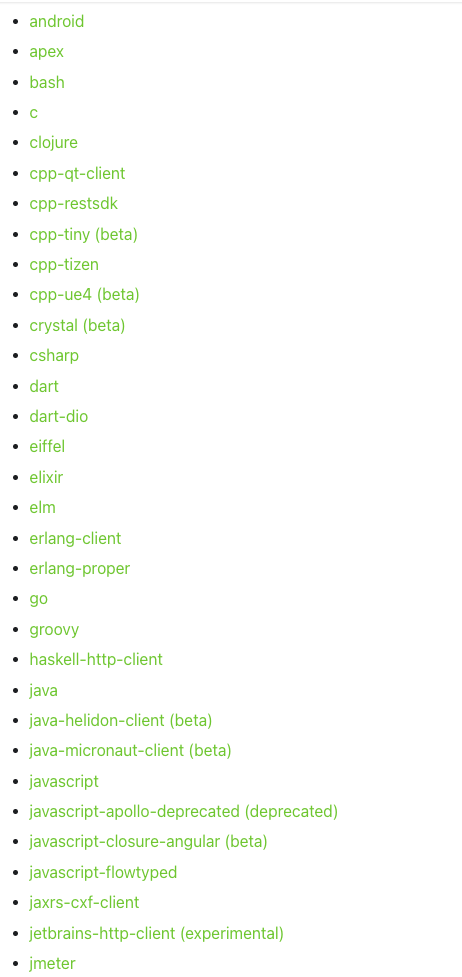 android
apex
bash
c
clojure
cpp-qt-client
cpp-restsdk
cpp-tiny (beta)
cpp-tizen
cpp-ue4 (beta)
crystal (beta)
csharp
dart
dart-dio
eiffel
elixir
elm
erlang-client
erlang-proper
go
groovy
haskell-http-client
java
java-helidon-client (beta)
java-micronaut-client (beta)
javascript
javascript-apollo-deprecated (deprecated)
javascript-closure-angular (beta)
javascript-flowtyped
jaxrs-cxf-client
jetbrains-http-client (experimental)
jmeter